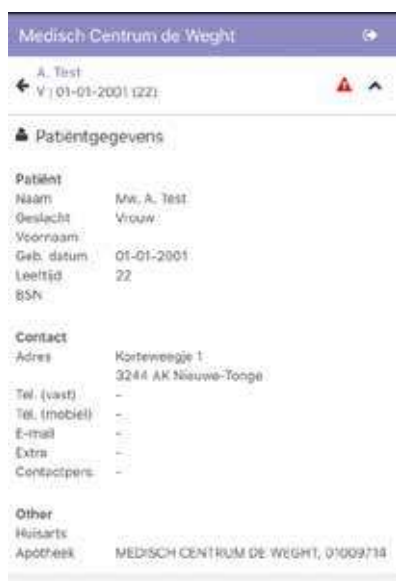 Medisch Centrum de Weght
A. Test
V | 01-01-2001 (22)
Patiëntgegevens
Patiënt
Naam Mw. A. Test
Geslacht Vrouw
Voornaam
Geb. datum 01-01-2001
Leeftijd 22
BSN
Contact
Adres Korteweegje 1
3244 AK Nieuwe-Tonge
Tel. (vast) -
Tel. (mobiel) -
E-mail -
Extra -
Contactpers. -
Other
Huisarts
Apotheek MEDISCH CENTRUM DE WEGHT, 01009714